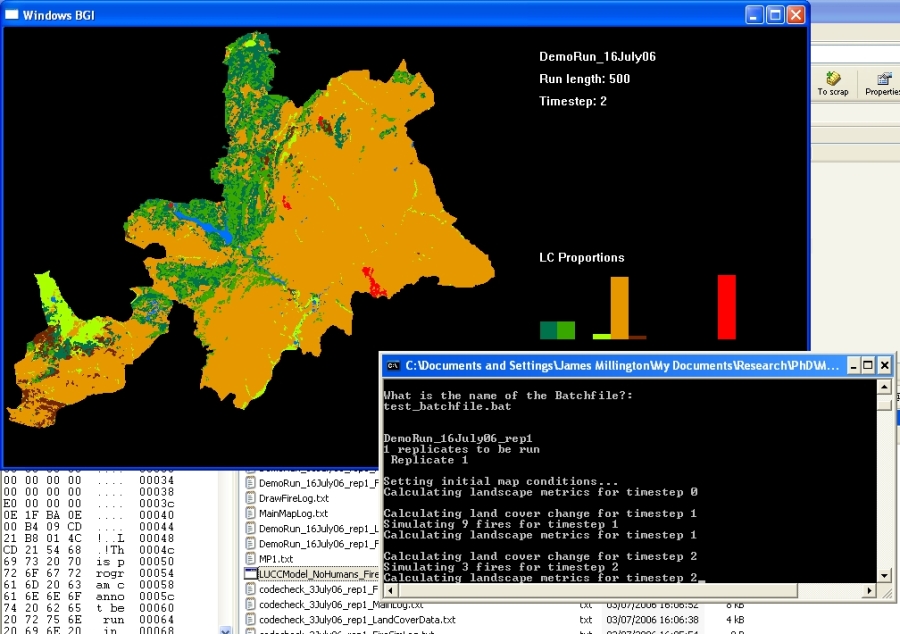 Windows BGI
DemoRun_16July06
Run length: 500
Timestep: 2
To scrap
Properties
LC Proportions
C:\Documents and Settings\James Millington\My Documents\Research\PhD\M...
What is the name of the Batchfile?:
test_batchfile.bat
DemoRun_16July06_rep1
1 replicates to be run
Replicate 1
Setting initial map conditions...
Calculating landscape metrics for timestep 0
Calculating land cover change for timestep 1
Simulating 9 fires for timestep 1
Calculating landscape metrics for timestep 1
Calculating land cover change for timestep 2
Simulating 3 fires for timestep 2
Calculating landscape metrics for timestep 2_
00 00 00 00 .... 00034
00 00 00 00 .... 00038
E0 00 00 00 .... 0003c
0E 1F BA 0E .... 00040
00 B4 09 CD .... 00044
21 B8 01 4C !..L 00048
CD 21 54 68 .!Th 0004c
69 73 20 70 is p 00050
72 6F 67 72 rogr 00054
61 6D 20 63 am c 00058
61 6E 6E 6F anno 0005c
74 20 62 65 t be 00060
20 72 75 6E run 00064
20 69 6E 20 in 00068
DemoRun_16July06_rep1_F
DrawFireLog.txt
MainMapLog.txt
DemoRun_16July06_rep1_L
DemoRun_16July06_rep1_F
MP1.txt
LUCCModel_NoHumans_Fire
codecheck_3July06_rep1_F
codecheck_3July06_rep1_MainLog.txt txt 03/07/2006 16:06:52 8 kB
codecheck_3July06_rep1_LandCoverData.txt txt 03/07/2006 16:06:38 4 kB